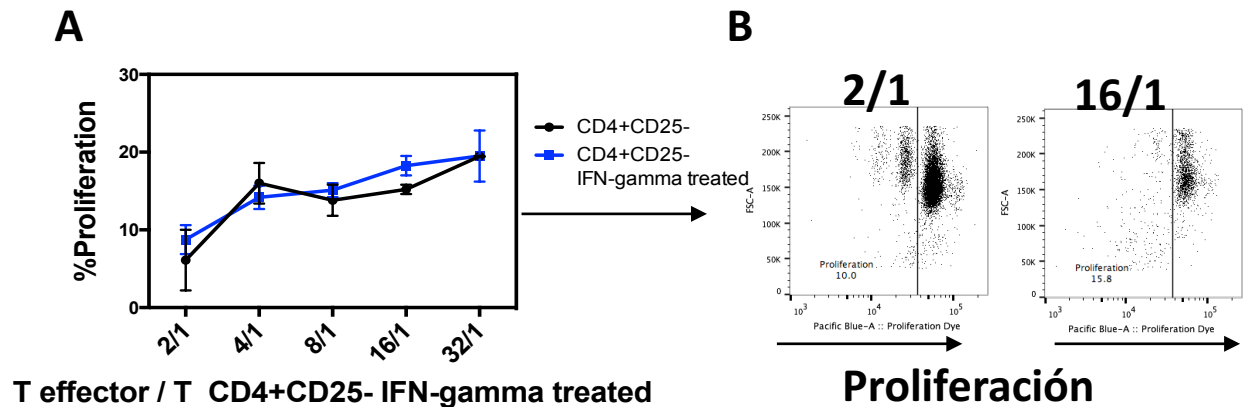 A
%Proliferation
30
20
10
0
2/1
4/1
8/1
16/1
32/1
T effector / T CD4+CD25- IFN-gamma treated
CD4+CD25-
CD4+CD25-
IFN-gamma treated
B
2/1
FSC-A
250K
200K
150K
100K
50K
0
Proliferation
10.0
10³
10⁴
10⁵
Pacific Blue-A :: Proliferation Dye
16/1
FSC-A
250K
200K
150K
100K
50K
0
Proliferation
15.8
10³
10⁴
10⁵
Pacific Blue-A :: Proliferation Dye
Proliferación